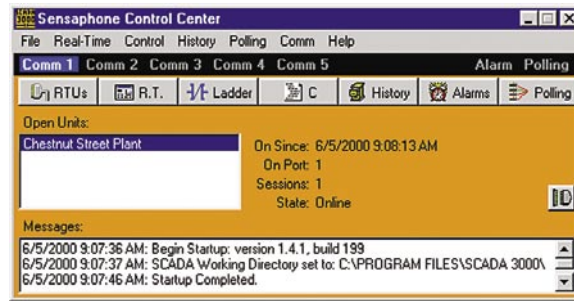 Sensaphone Control Center
File Real-Time Control History Polling Comm Help
Comm 1 Comm 2 Comm 3 Comm 4 Comm 5 Alarm Polling
RTUs R.T. Ladder C History Alarms Polling
Open Units:
Chestnut Street Plant
On Since: 6/5/2000 9:08:13 AM
On Port: 1
Sessions: 1
State: Online
Messages:
6/5/2000 9:07:36 AM: Begin Startup: version 1.4.1, build 199
6/5/2000 9:07:37 AM: SCADA Working Directory set to: C:\PROGRAM FILES\SCADA 3000\
6/5/2000 9:07:46 AM: Startup Completed.